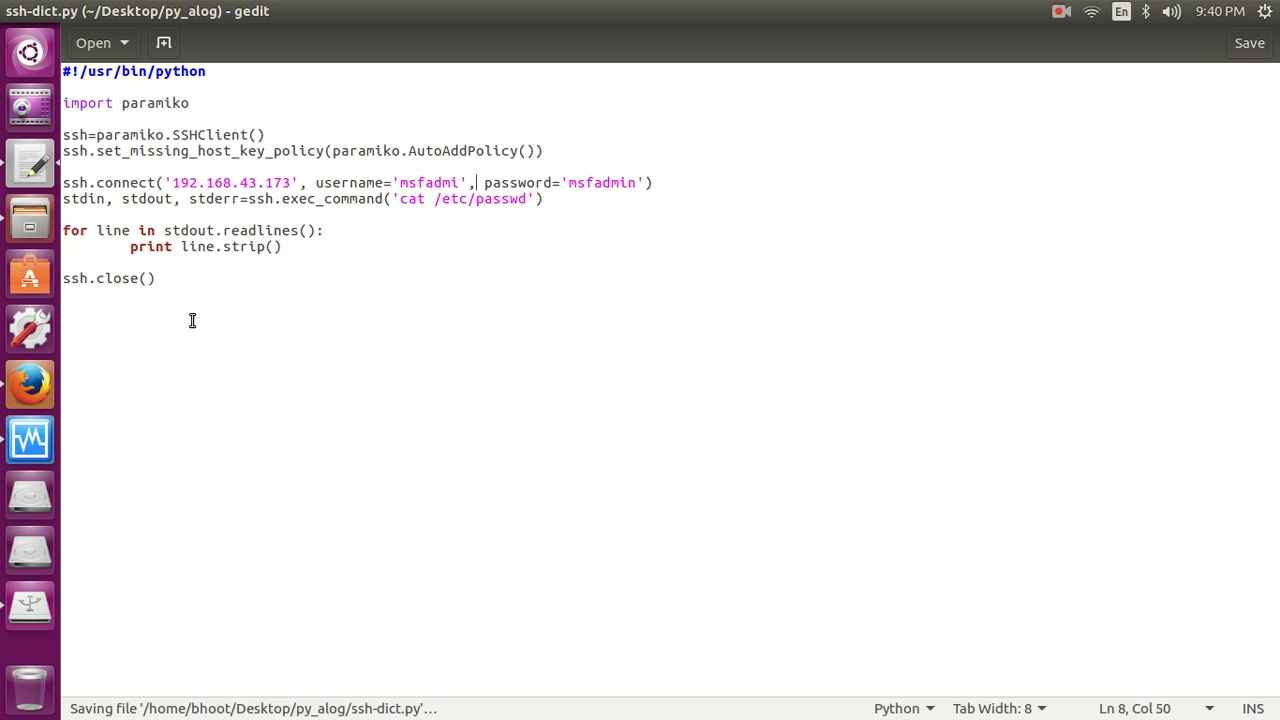 ssh-dict.py (~/Desktop/py_alog) - gedit
En
9:40 PM
Open
Save
#!/usr/bin/python
import paramiko
ssh=paramiko.SSHClient()
ssh.set_missing_host_key_policy(paramiko.AutoAddPolicy())
ssh.connect('192.168.43.173', username='msfadmi', password='msfadmin')
stdin, stdout, stderr=ssh.exec_command('cat /etc/passwd')
for line in stdout.readlines():
        print line.strip()
ssh.close()
Saving file '/home/bhoot/Desktop/py_alog/ssh-dict.py'…
Python
Tab Width: 8
Ln 8, Col 50
INS